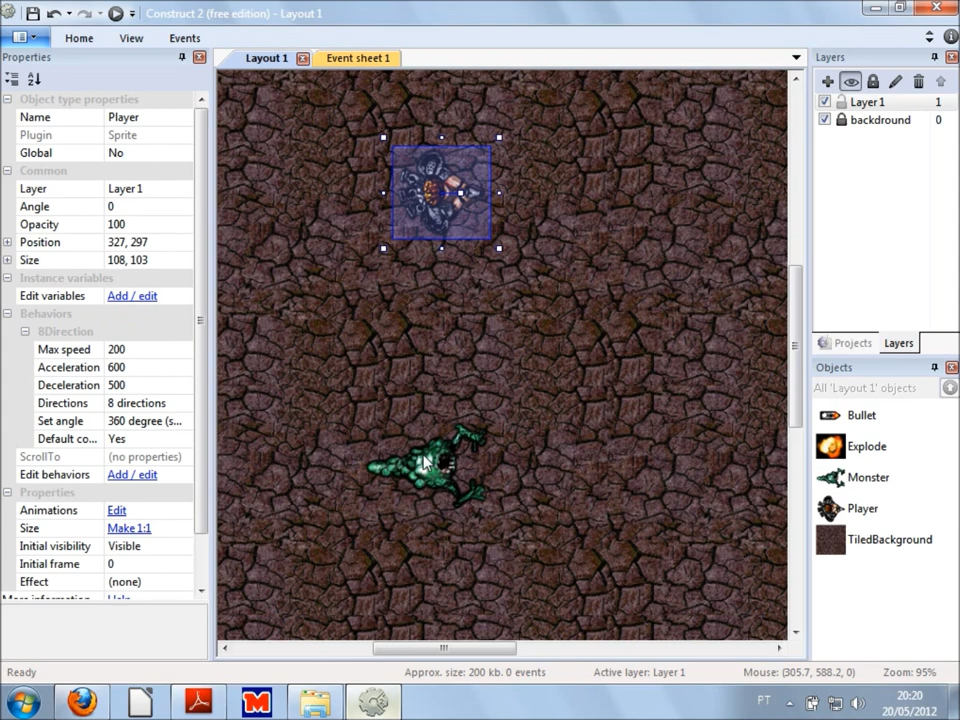 Construct 2 (free edition) - Layout 1
Home View Events
Properties
Layout 1 Event sheet 1
Layers
Object type properties
Name Player
Plugin Sprite
Global No
Common
Layer Layer 1
Angle 0
Opacity 100
Position 327, 297
Size 108, 103
Instance variables
Edit variables Add / edit
Behaviors
8Direction
Max speed 200
Acceleration 600
Deceleration 500
Directions 8 directions
Set angle 360 degree (s...
Default co... Yes
ScrollTo (no properties)
Edit behaviors Add / edit
Properties
Animations Edit
Size Make 1:1
Initial visibility Visible
Initial frame 0
Effect (none)
More information Help
Layer 1 1
background 0
Projects Layers
Objects
All 'Layout 1' objects
Bullet
Explode
Monster
Player
TiledBackground
Ready Approx. size: 200 kb. 0 events Active layer: Layer 1 Mouse: (305.7, 588.2, 0) Zoom: 95%
PT 20:20
20/05/2012